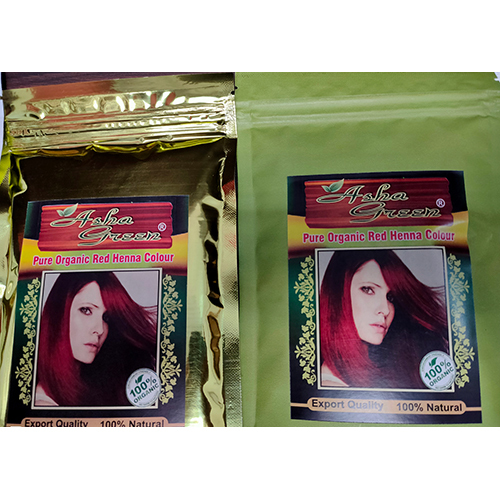 Asha
Green ®
Pure Organic Red Henna Colour
100%
ORGANIC
Export Quality 100% Natural
Asha
Green ®
Pure Organic Red Henna Colour
100%
ORGANIC
Export Quality 100% Natural